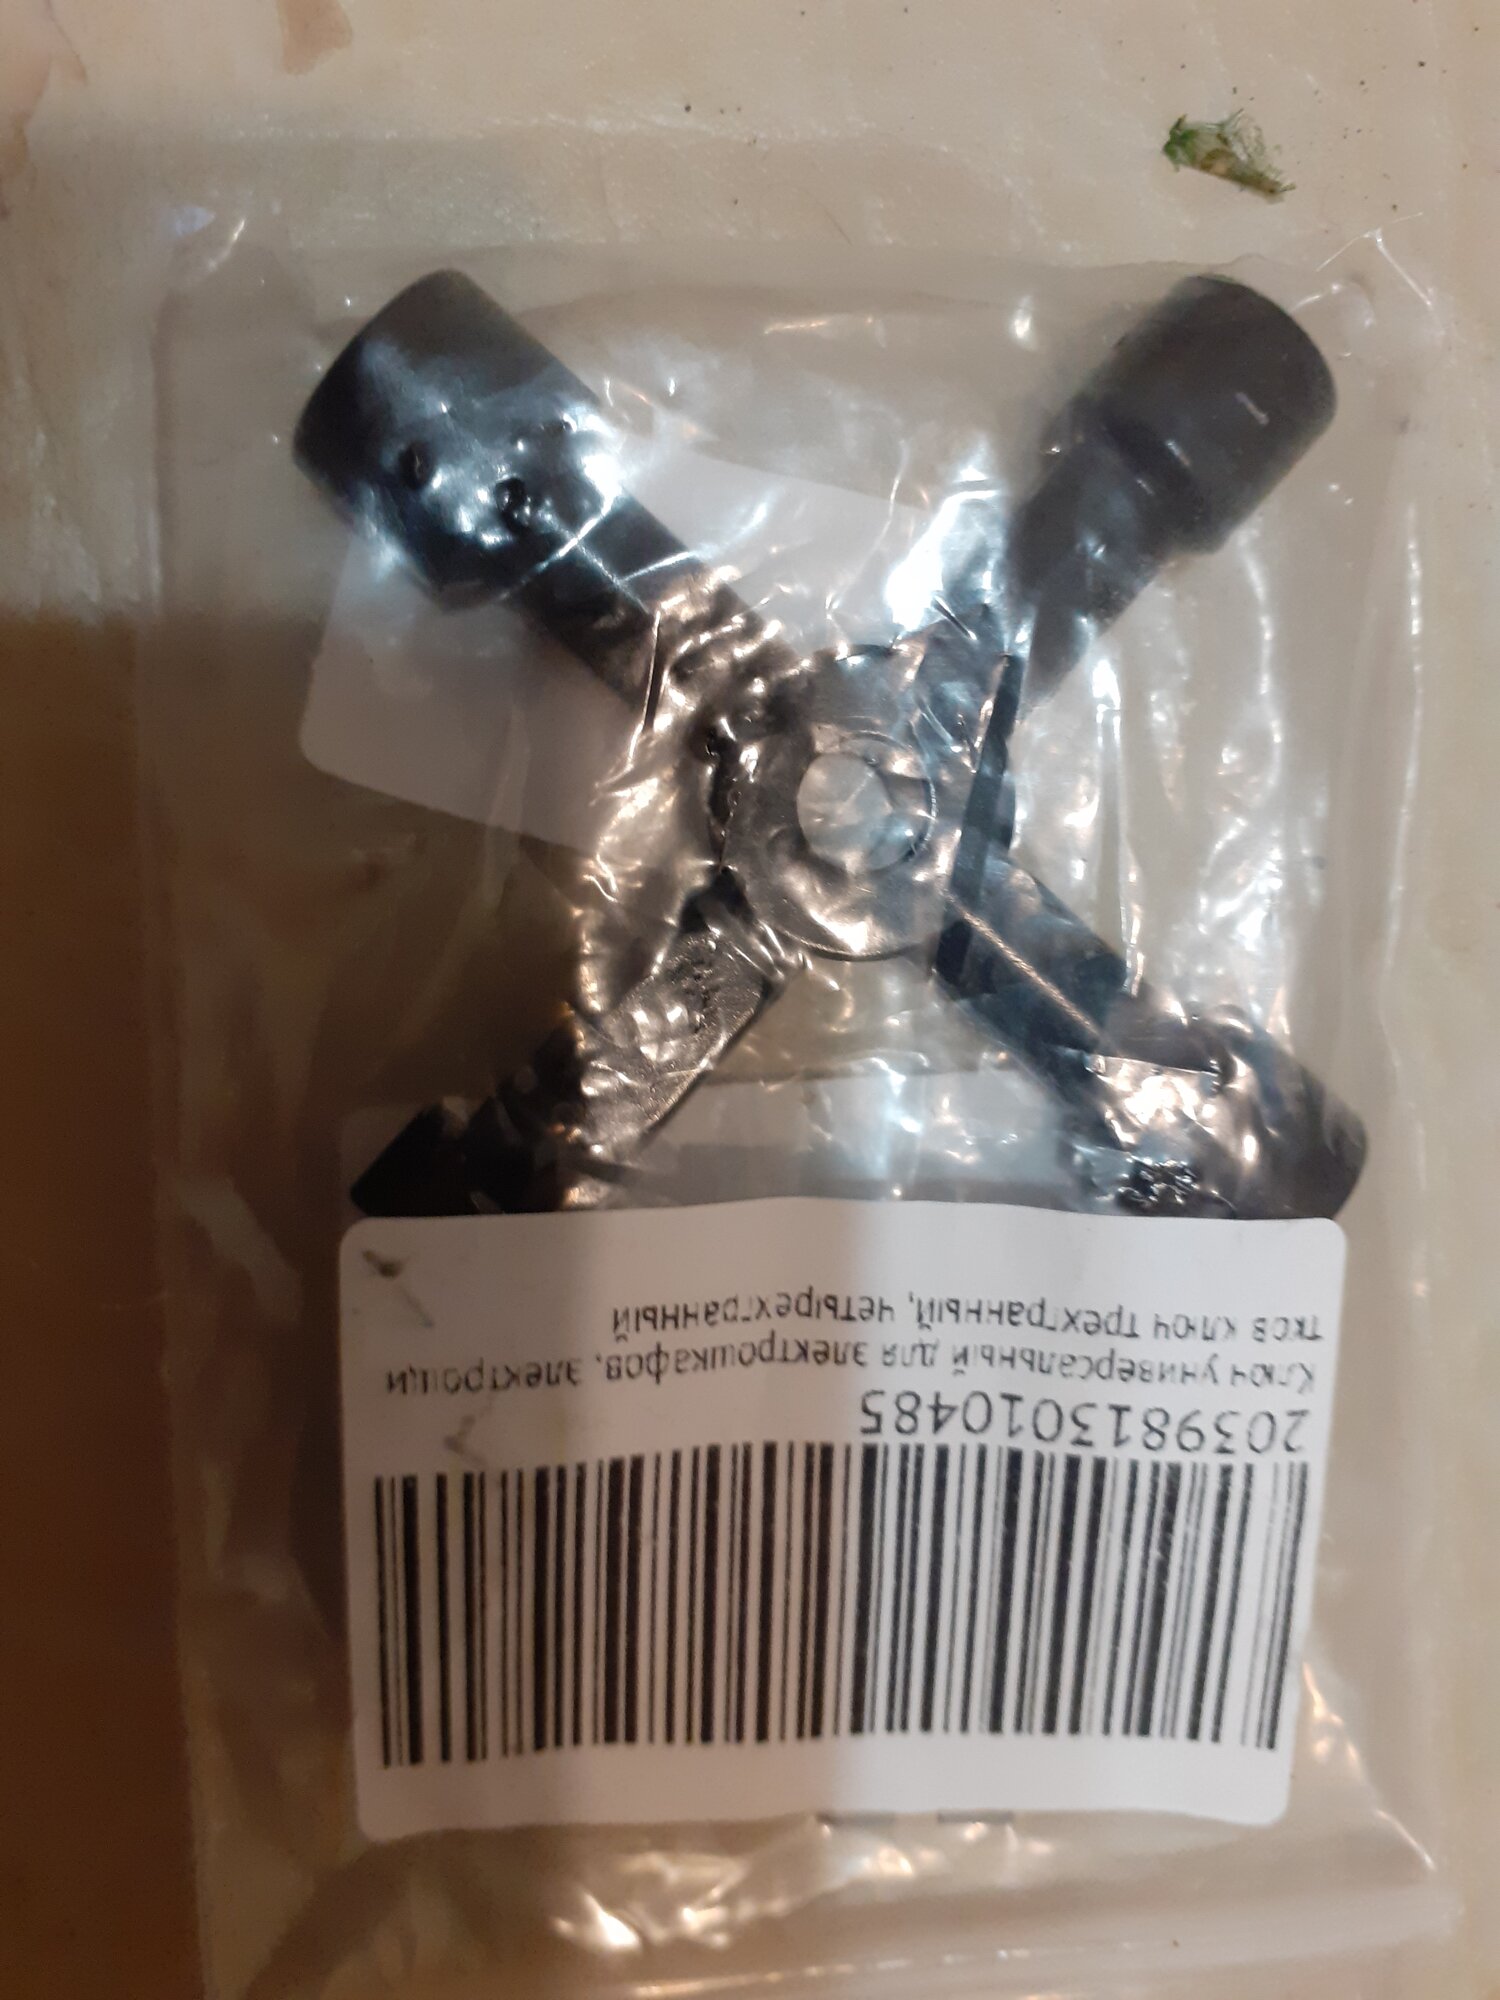 2039813010485
Ключ универсальный для электрошкафов, электрощи
тков ключ трехгранный, четырехгранный